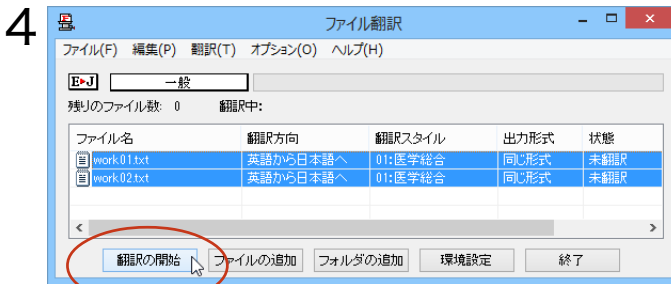 4
ファイル翻訳
ファイル(F) 編集(P) 翻訳(T) オプション(O) ヘルプ(H)
E▶J 一般
残りのファイル数: 0 翻訳中:
ファイル名 翻訳方向 翻訳スタイル 出力形式 状態
work01.txt 英語から日本語へ 01:医学総合 同じ形式 未翻訳
work02.txt 英語から日本語へ 01:医学総合 同じ形式 未翻訳
翻訳の開始 ファイルの追加 フォルダの追加 環境設定 終了